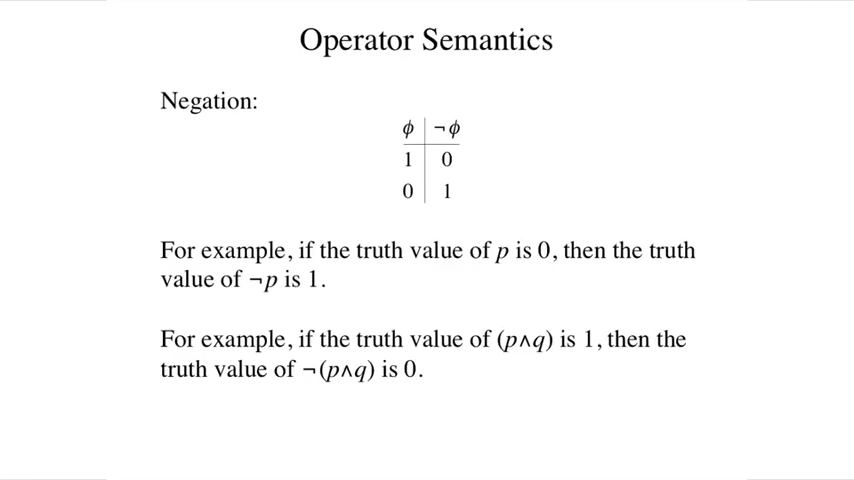 Operator Semantics
Negation:
ϕ ¬ϕ
1 0
0 1
For example, if the truth value of p is 0, then the truth
value of ¬p is 1.
For example, if the truth value of (p∧q) is 1, then the
truth value of ¬(p∧q) is 0.